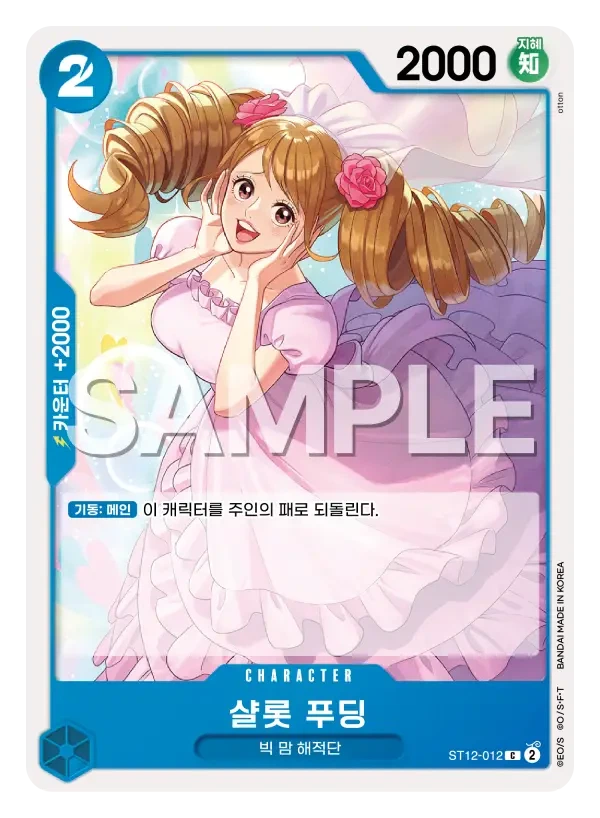 2
2000
지혜
知
otton
카운터 +2000
SAMPLE
기동: 메인 이 캐릭터를 주인의 패로 되돌린다.
CHARACTER
샬롯 푸딩
빅 맘 해적단
ST12-012 C 2
©EO/S ©O/S·F·T BANDAI MADE IN KOREA